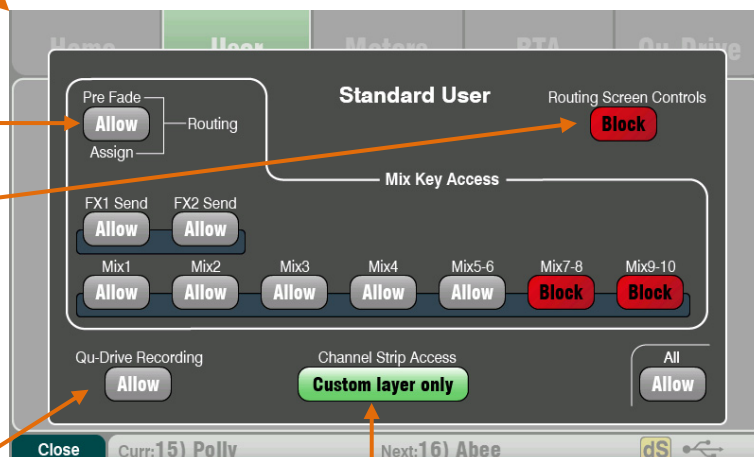 Home User Meters RTA Qu-Drive
Standard User
Pre Fade
Allow
Routing
Assign
Routing Screen Controls
Block
Mix Key Access
FX1 Send FX2 Send
Allow Allow
Mix1 Mix2 Mix3 Mix4 Mix5-6 Mix7-8 Mix9-10
Allow Allow Allow Allow Allow Block Block
Qu-Drive Recording
Allow
Channel Strip Access
Custom layer only
All
Allow
Close Curr:15) Polly Next:16) Abee dS